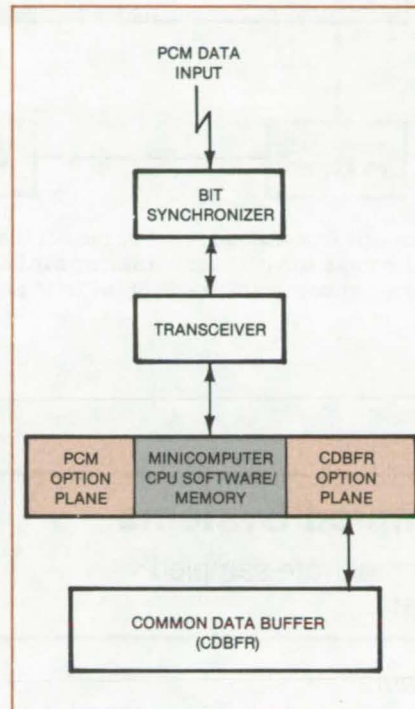 PCM DATA
INPUT
BIT
SYNCHRONIZER
TRANSCEIVER
PCM
OPTION
PLANE
MINICOMPUTER
CPU SOFTWARE/
MEMORY
CDBFR
OPTION
PLANE
COMMON DATA BUFFER
(CDBFR)